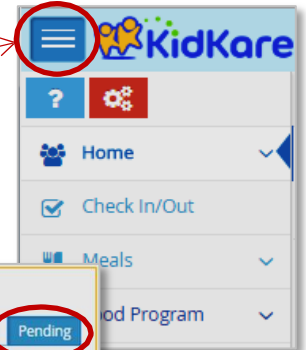 KidKare
?
Home
Check In/Out
Meals
ood Program
Pending